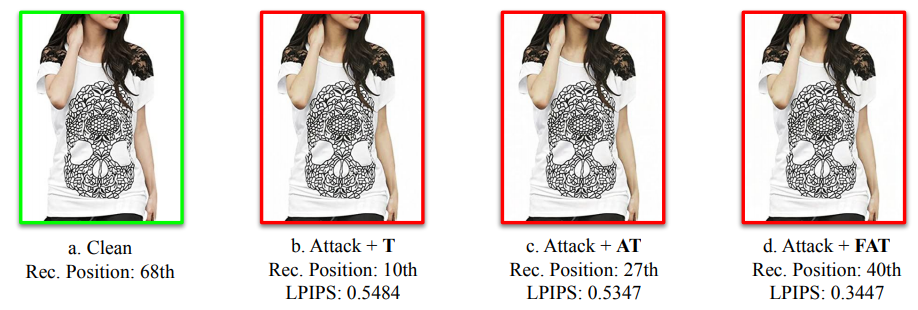 a. Clean
Rec. Position: 68th
b. Attack + T
Rec. Position: 10th
LPIPS: 0.5484
c. Attack + AT
Rec. Position: 27th
LPIPS: 0.5347
d. Attack + FAT
Rec. Position: 40th
LPIPS: 0.3447